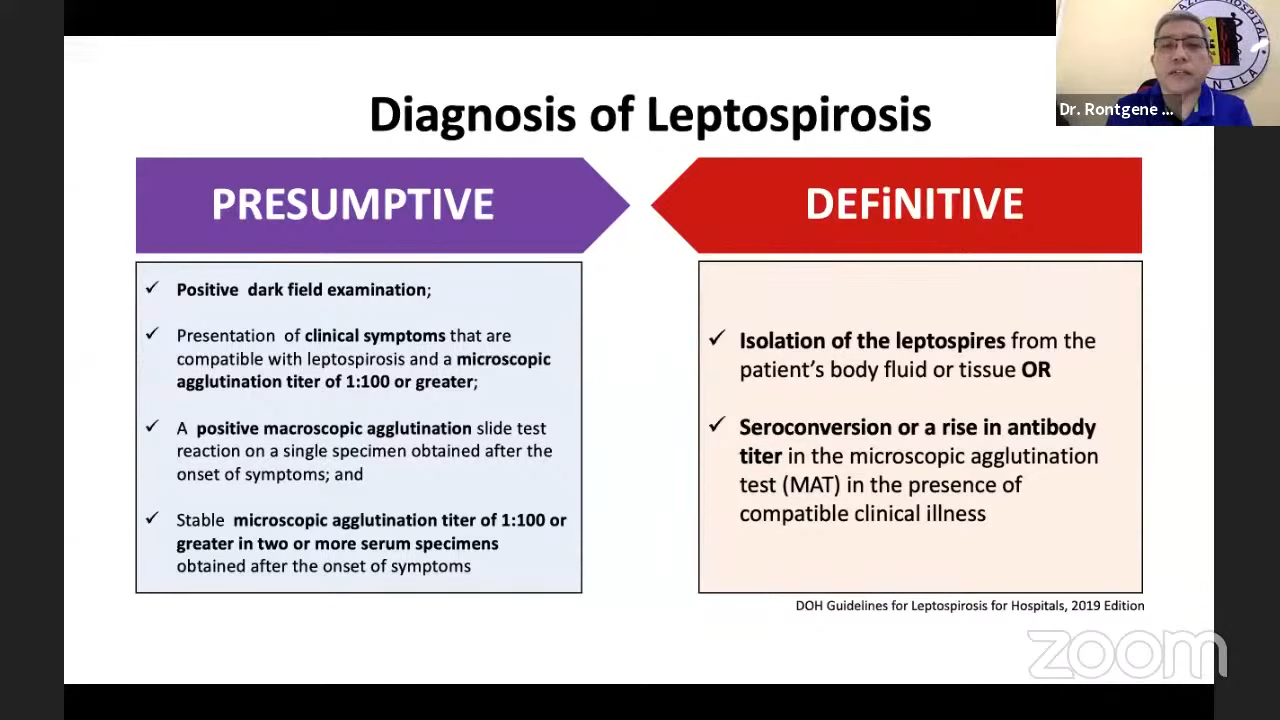 Diagnosis of Leptospirosis
PRESUMPTIVE
✓ Positive dark field examination;
✓ Presentation of clinical symptoms that are
compatible with leptospirosis and a microscopic
agglutination titer of 1:100 or greater;
✓ A positive macroscopic agglutination slide test
reaction on a single specimen obtained after the
onset of symptoms; and
✓ Stable microscopic agglutination titer of 1:100 or
greater in two or more serum specimens
obtained after the onset of symptoms
DEFiNITIVE
✓ Isolation of the leptospires from the
patient's body fluid or tissue OR
✓ Seroconversion or a rise in antibody
titer in the microscopic agglutination
test (MAT) in the presence of
compatible clinical illness
DOH Guidelines for Leptospirosis for Hospitals, 2019 Edition
Dr. Rontgene ...
HOSPITAL
zoom